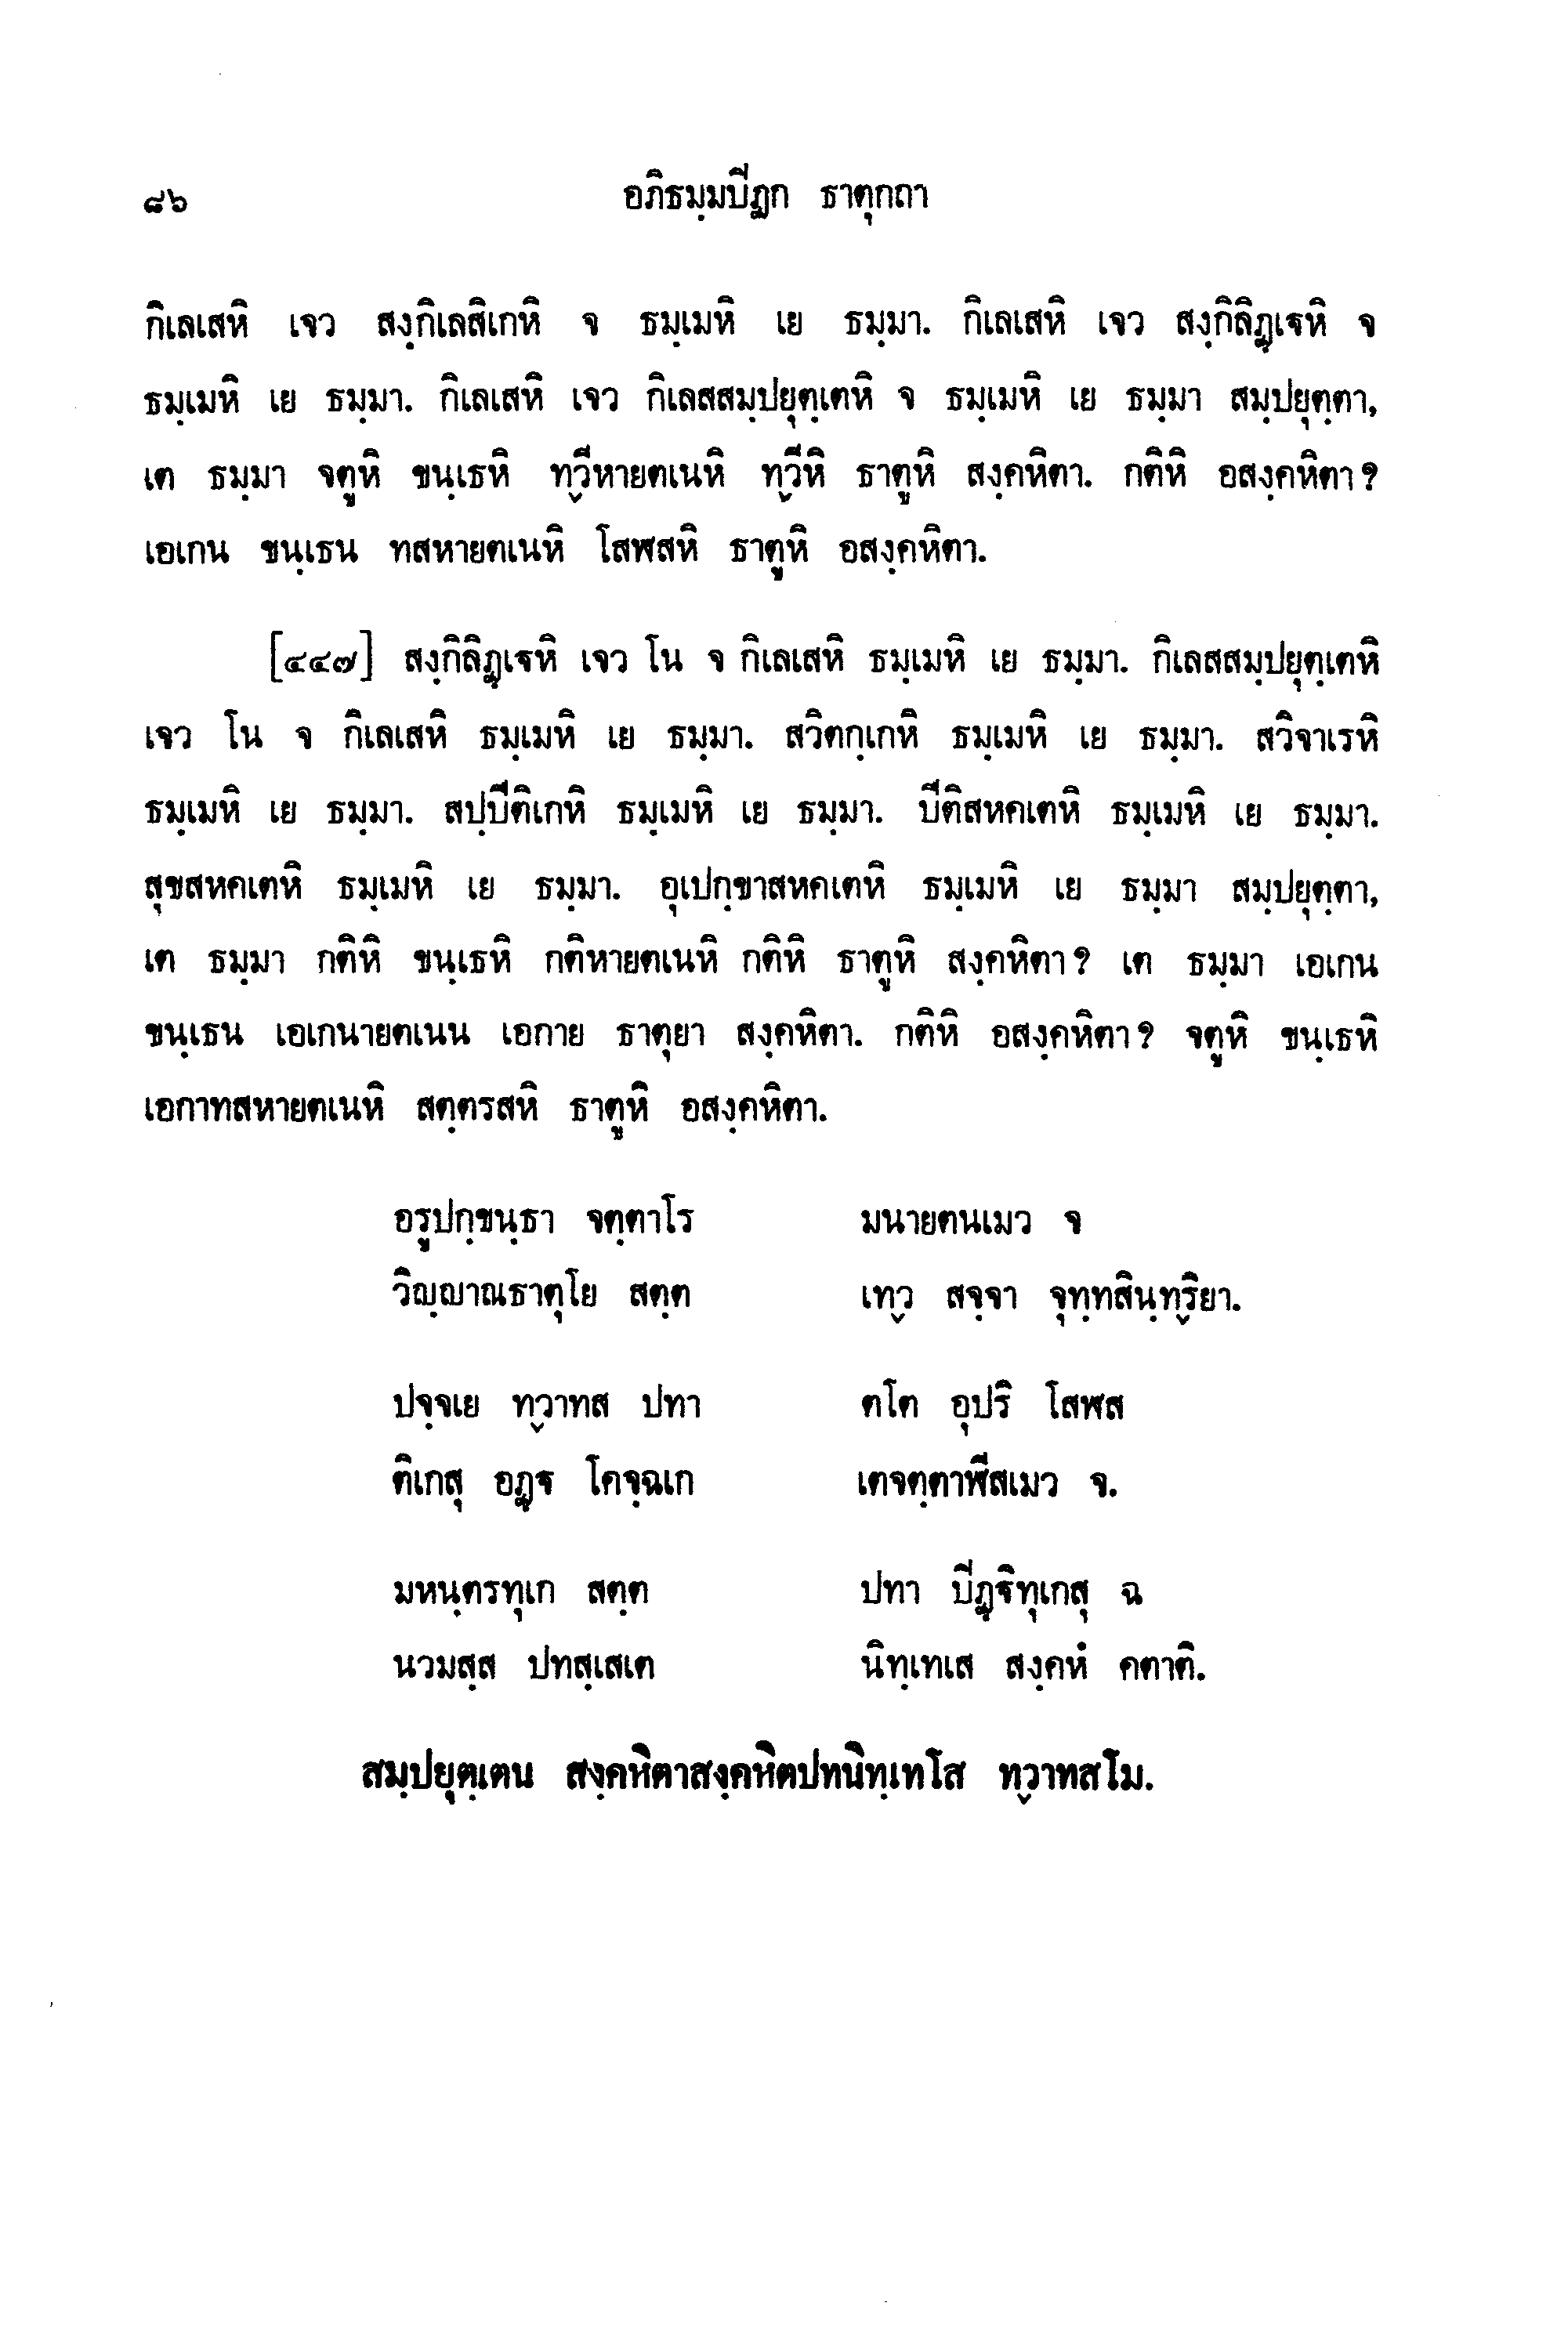 ๘๖ อภิธมฺมปิฏก ธาตุกถา
กิเลเสหิ เจว สงฺกิเลสิเกหิ จ ธมฺเมหิ เย ธมฺมา. กิเลเสหิ เจว สงฺกิลิฏฺเฐหิ จ
ธมฺเมหิ เย ธมฺมา. กิเลเสหิ เจว กิเลสสมฺปยุตฺเตหิ จ ธมฺเมหิ เย ธมฺมา สมฺปยุตฺตา,
เต ธมฺมา จตูหิ ขนฺเธหิ ทฺวีหายตเนหิ ทฺวีหิ ธาตูหิ สงฺคหิตา. กติหิ อสงฺคหิตา?
เอเกน ขนฺเธน ทสหายตเนหิ โสฬสหิ ธาตูหิ อสงฺคหิตา.
[๔๔๗] สงฺกิลิฏฺเฐหิ เจว โน จ กิเลเสหิ ธมฺเมหิ เย ธมฺมา. กิเลสสมฺปยุตฺเตหิ
เจว โน จ กิเลเสหิ ธมฺเมหิ เย ธมฺมา. สวิตกฺเกหิ ธมฺเมหิ เย ธมฺมา. สวิจาเรหิ
ธมฺเมหิ เย ธมฺมา. สปฺปีติเกหิ ธมฺเมหิ เย ธมฺมา. ปีติสหคเตหิ ธมฺเมหิ เย ธมฺมา.
สุขสหคเตหิ ธมฺเมหิ เย ธมฺมา. อุเปกฺขาสหคเตหิ ธมฺเมหิ เย ธมฺมา สมฺปยุตฺตา,
เต ธมฺมา กติหิ ขนฺเธหิ กติหายตเนหิ กติหิ ธาตูหิ สงฺคหิตา? เต ธมฺมา เอเกน
ขนฺเธน เอเกนายตเนน เอกาย ธาตุยา สงฺคหิตา. กติหิ อสงฺคหิตา? จตูหิ ขนฺเธหิ
เอกาทสหายตเนหิ สตฺตรสหิ ธาตูหิ อสงฺคหิตา.
อรูปกฺขนฺธา จตฺตาโร มนายตนเมว จ
วิญฺญาณธาตุโย สตฺต เทฺว สจฺจา จุทฺทสินฺทฺริยา.
ปจฺจเย ทฺวาทส ปทา ตโต อุปริ โสฬส
ติเกสุ อฏฺฐ โคจฺฉเก เตจตฺตาฬีสเมว จ.
มหนฺตรทุเก สตฺต ปทา ปิฏฺฐิทุเกสุ ฉ
นวมสฺส ปทสฺเสเต นิทฺเทเส สงฺคหํ คตาติ.
สมฺปยุตฺเตน สงฺคหิตาสงฺคหิตปทนิทฺเทโส ทฺวาทสโม.